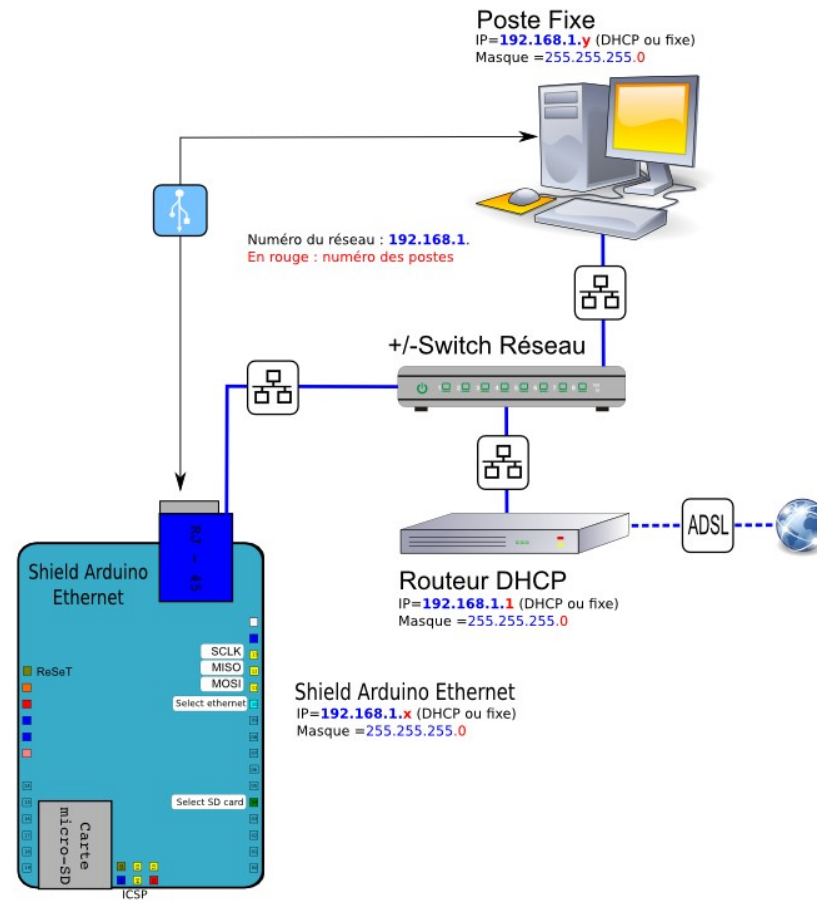 Poste Fixe
IP=192.168.1.y (DHCP ou fixe)
Masque =255.255.255.0
Numéro du réseau : 192.168.1.
En rouge : numéro des postes
+/-Switch Réseau
ADSL
RJ - 45
Shield Arduino
Ethernet
Routeur DHCP
IP=192.168.1.1 (DHCP ou fixe)
Masque =255.255.255.0
SCLK
MISO
MOSI
ReSeT
Select ethernet
Shield Arduino Ethernet
IP=192.168.1.x (DHCP ou fixe)
Masque =255.255.255.0
Select SD card
Carte
micro-SD
ICSP